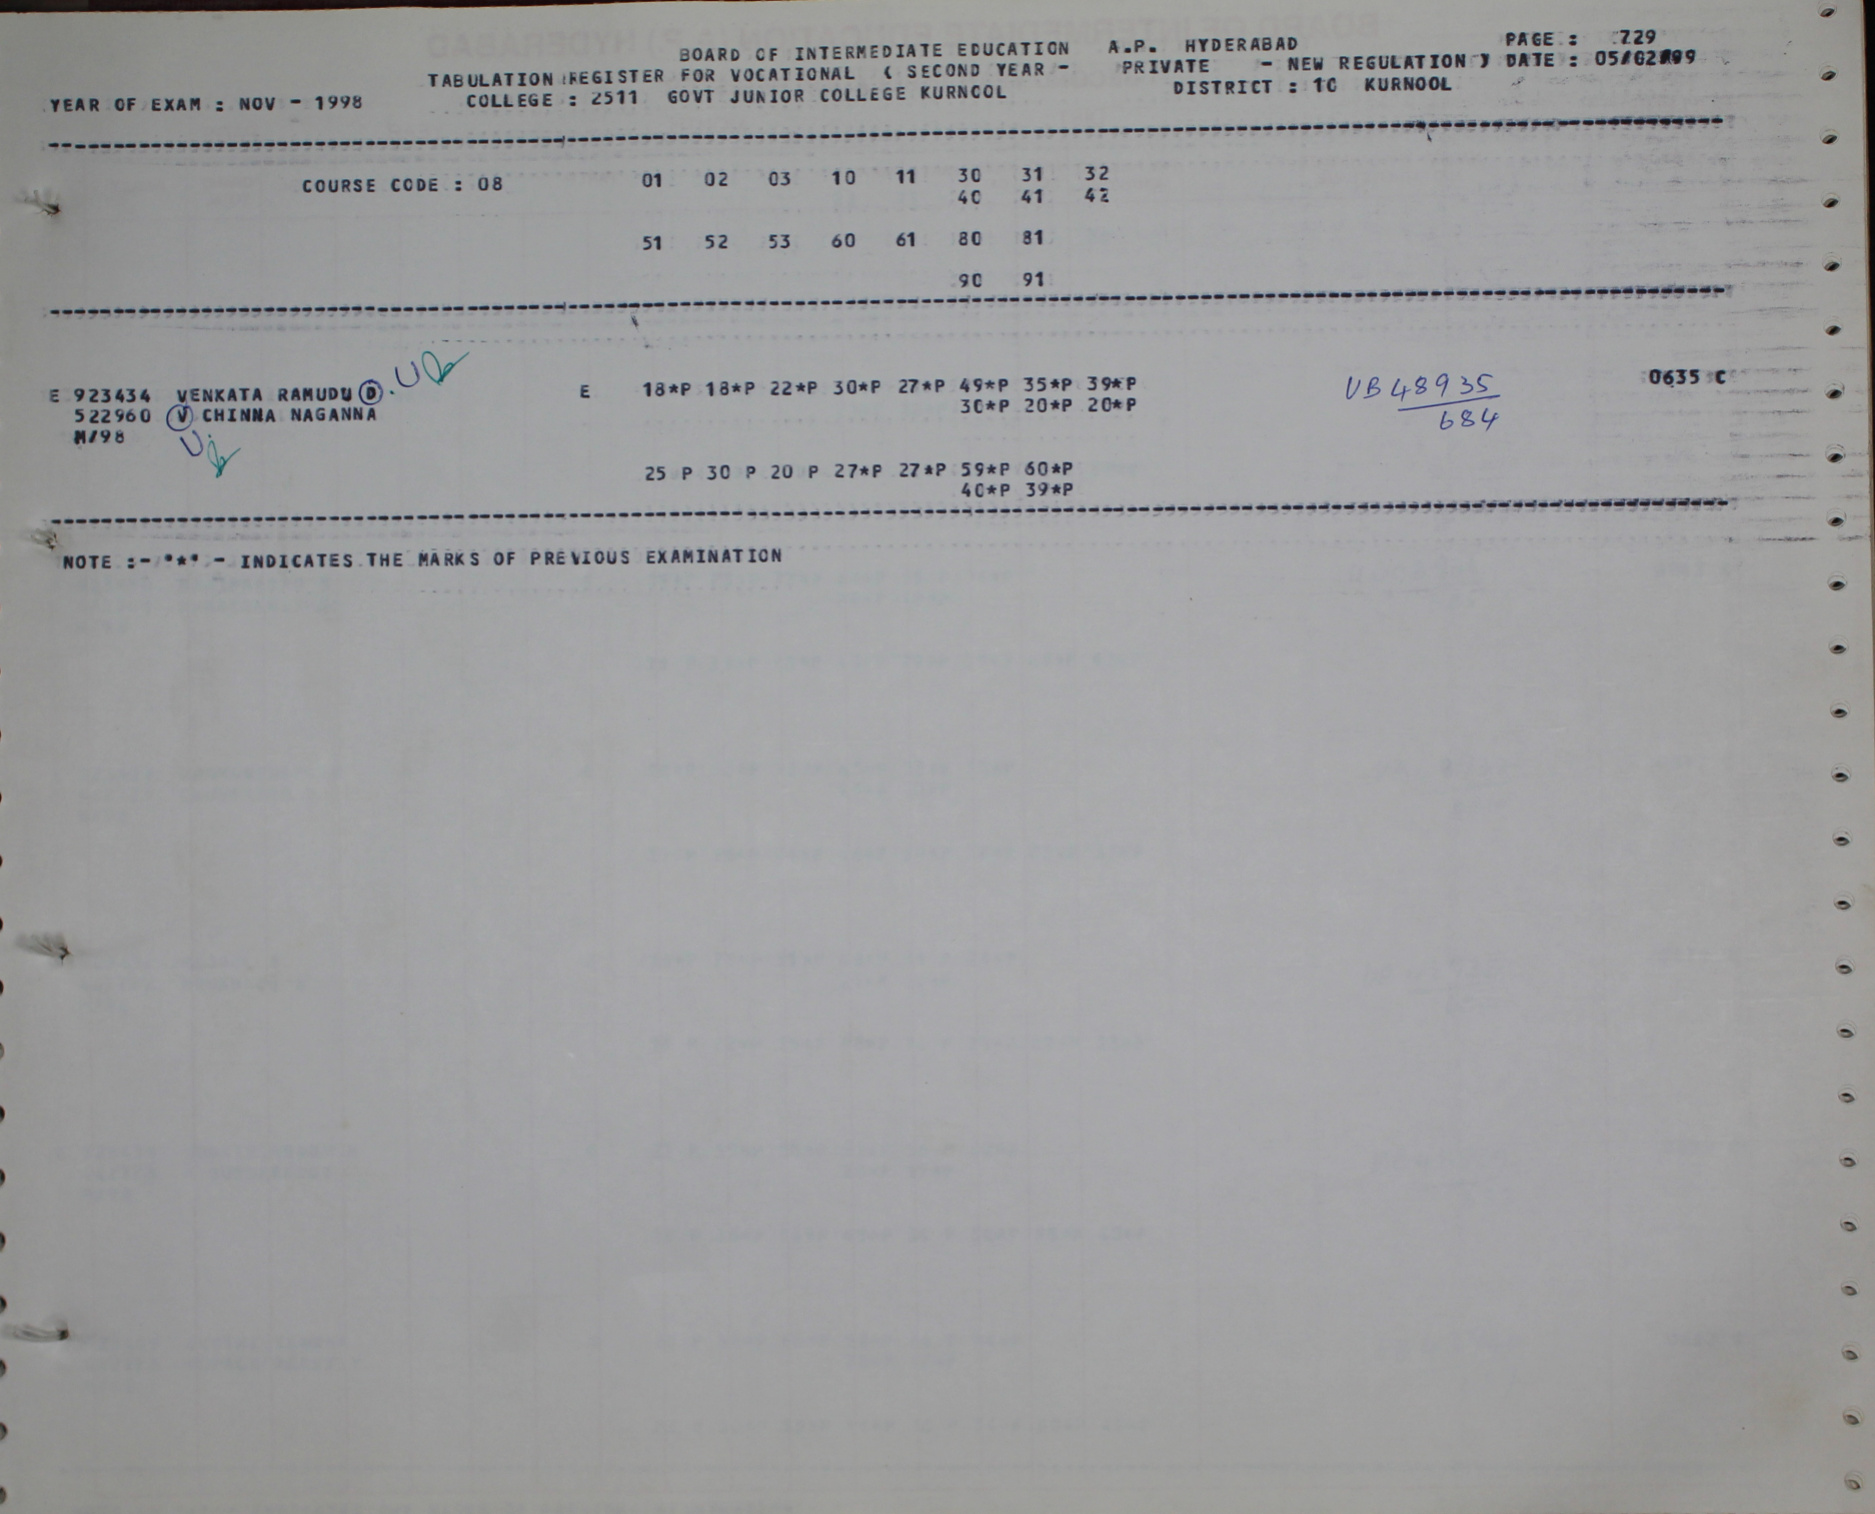 BOARD OF INTERMEDIATE EDUCATION A.P. HYDERABAD PAGE : 729
TABULATION REGISTER FOR VOCATIONAL ( SECOND YEAR - PRIVATE - NEW REGULATION ) DATE : 05/02/99
YEAR OF EXAM : NOV - 1998 COLLEGE : 2511 GOVT JUNIOR COLLEGE KURNOOL DISTRICT : 10 KURNOOL
COURSE CODE : 08 01 02 03 10 11 30 31 32
40 41 42
51 52 53 60 61 80 81
90 91
E 923434 VENKATA RAMUDU D . U E 18*P 18*P 22*P 30*P 27*P 49*P 35*P 39*P VB 48935 0635 C
522960 V CHINNA NAGANNA 30*P 20*P 20*P 684
M/98 U
25 P 30 P 20 P 27*P 27*P 59*P 60*P
40*P 39*P
NOTE :- "*" - INDICATES THE MARKS OF PREVIOUS EXAMINATION